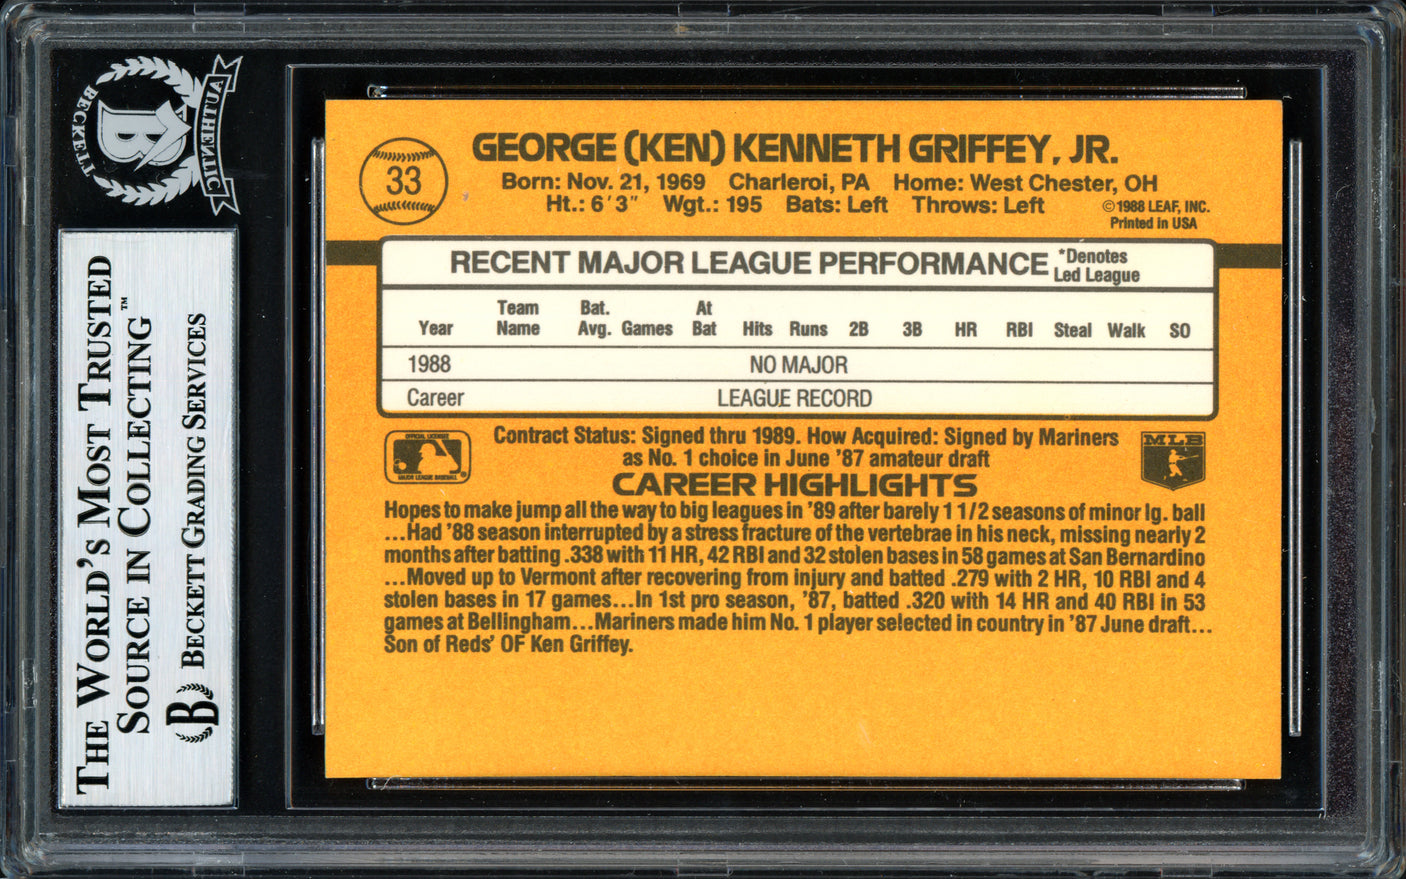 BECKETT
AUTHENTIC
B
THE WORLD'S MOST TRUSTED
SOURCE IN COLLECTING™
B BECKETT GRADING SERVICES
33
GEORGE (KEN) KENNETH GRIFFEY, JR.
Born: Nov. 21, 1969 Charleroi, PA Home: West Chester, OH
Ht.: 6'3" Wgt.: 195 Bats: Left Throws: Left
©1988 LEAF, INC.
Printed in USA
RECENT MAJOR LEAGUE PERFORMANCE
*Denotes
Led League
Year Team Name Bat. Avg. Games At Bat Hits Runs 2B 3B HR RBI Steal Walk SO
1988 NO MAJOR
Career LEAGUE RECORD
OFFICIAL LICENSEE
MAJOR LEAGUE BASEBALL
Contract Status: Signed thru 1989. How Acquired: Signed by Mariners
as No. 1 choice in June '87 amateur draft
MLB
CAREER HIGHLIGHTS
Hopes to make jump all the way to big leagues in '89 after barely 1 1/2 seasons of minor lg. ball
...Had '88 season interrupted by a stress fracture of the vertebrae in his neck, missing nearly 2
months after batting .338 with 11 HR, 42 RBI and 32 stolen bases in 58 games at San Bernardino
...Moved up to Vermont after recovering from injury and batted .279 with 2 HR, 10 RBI and 4
stolen bases in 17 games...In 1st pro season, '87, batted .320 with 14 HR and 40 RBI in 53
games at Bellingham...Mariners made him No. 1 player selected in country in '87 June draft...
Son of Reds' OF Ken Griffey.